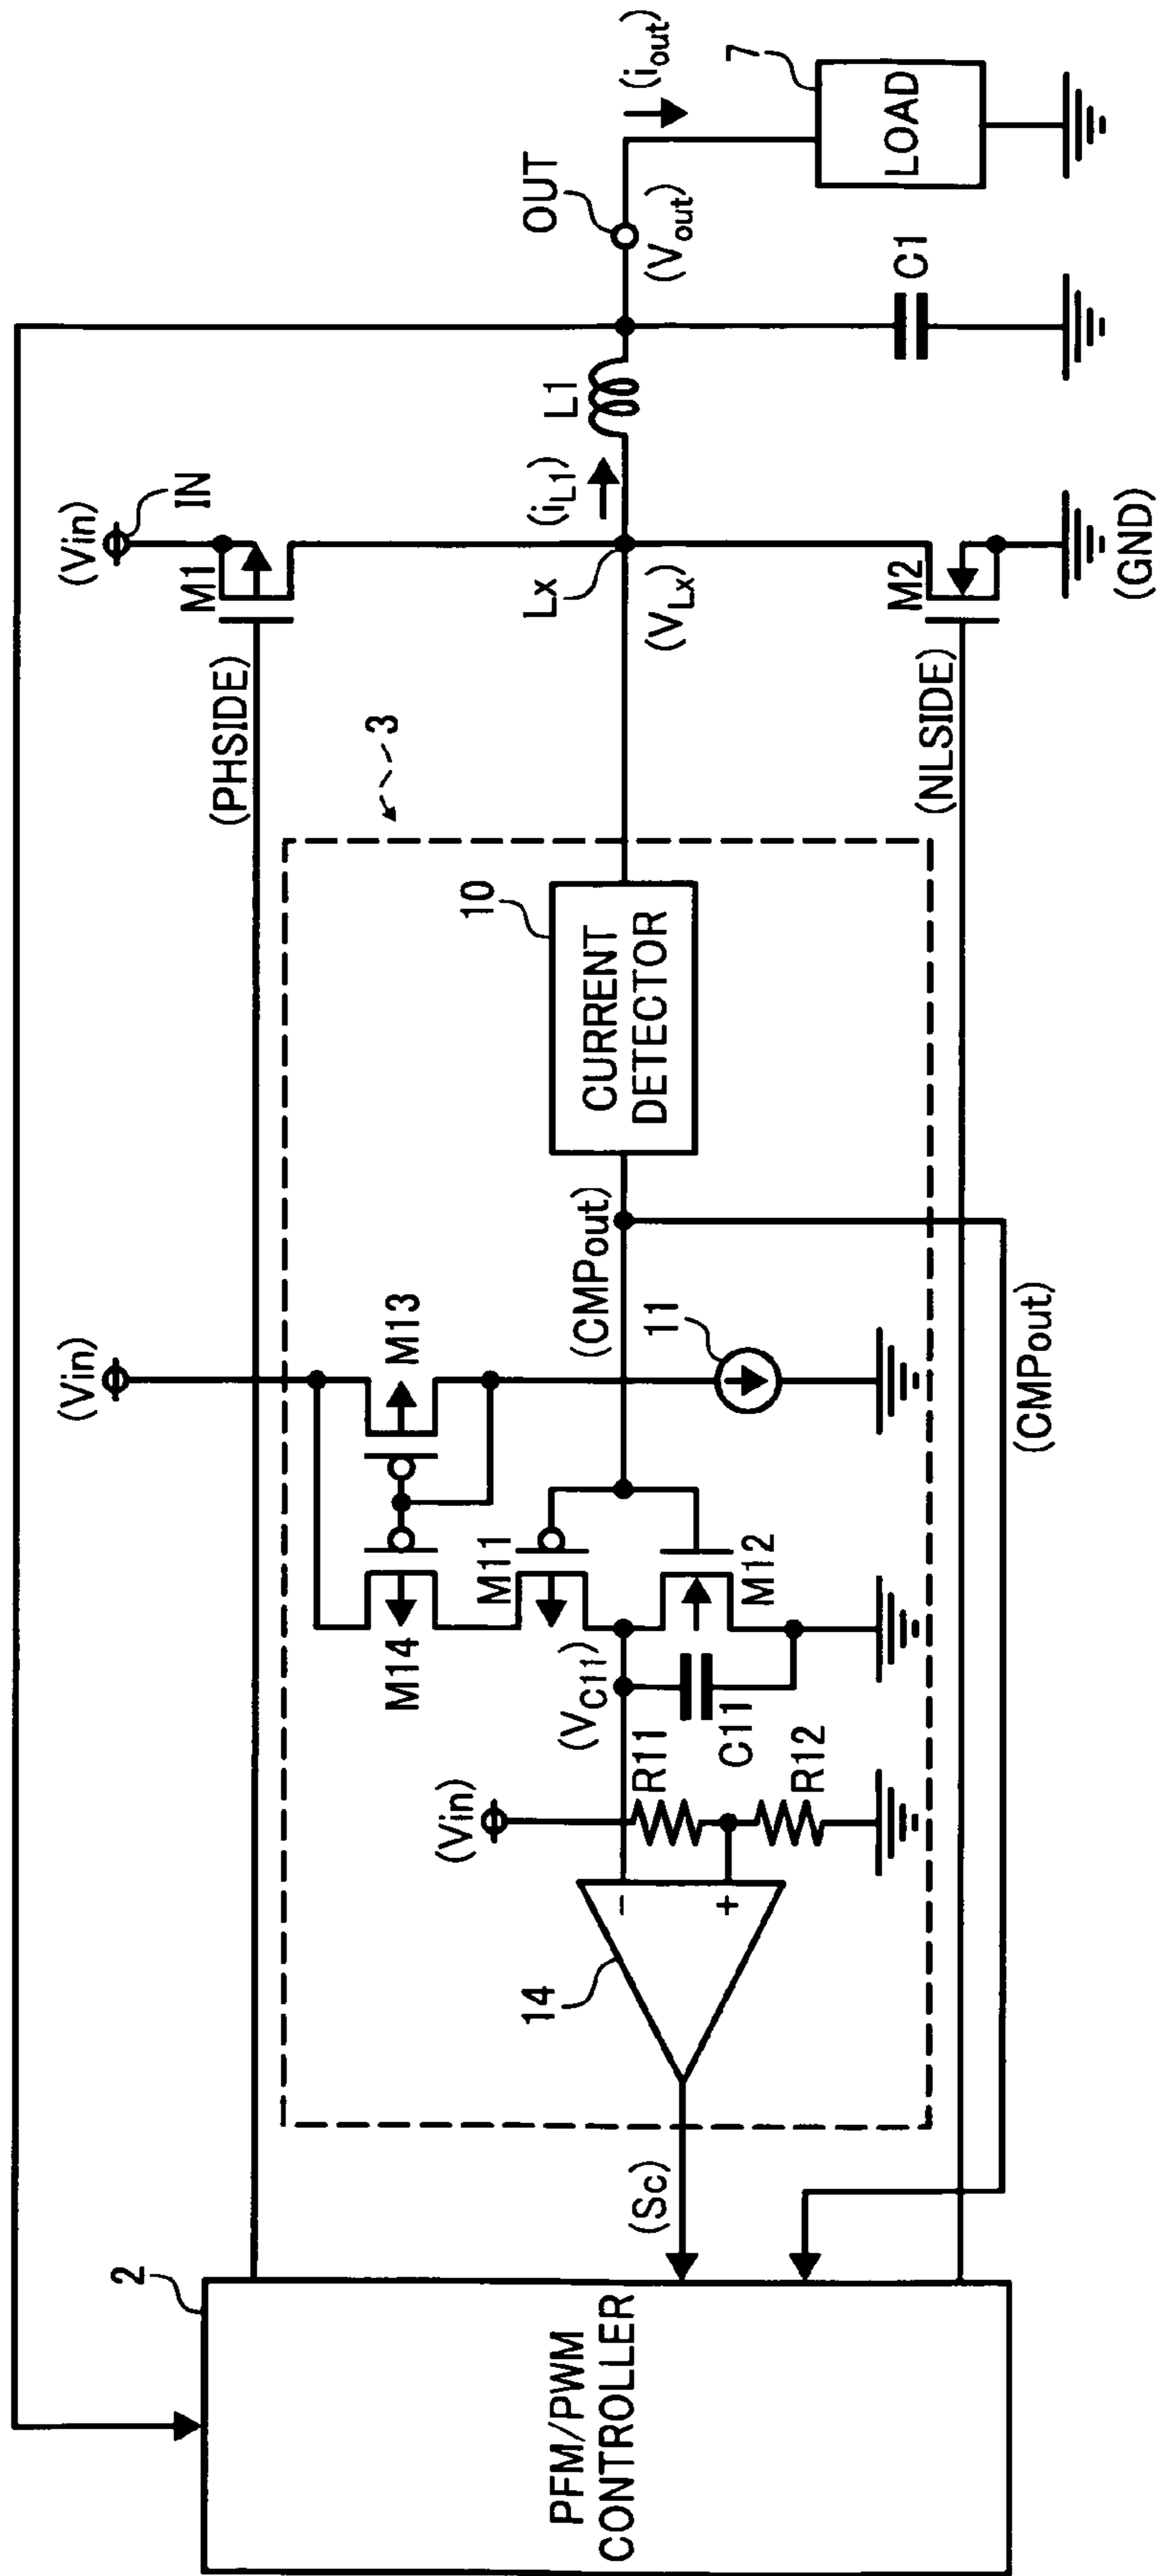 2
PFM/PWM
CONTROLLER
(Sc)
14
-
+
(Vin)
R11
R12
(VC11)
C11
M14
M11
M12
M13
(Vin)
11
(CMPout)
(CMPout)
10
CURRENT
DETECTOR
3
(PHSIDE)
(NLSIDE)
M1
(Vin)
IN
Lx
(VLx)
M2
(GND)
(iL1)
L1
C1
OUT
(Vout)
(iout)
7
LOAD